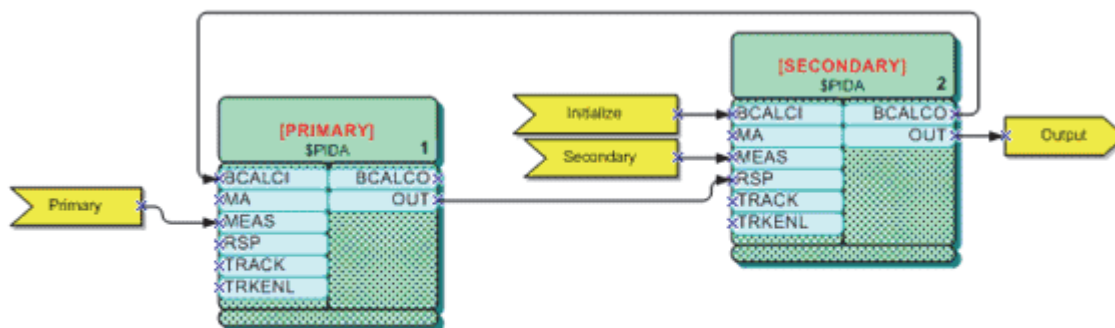 [SECONDARY]
$PIDA 2
Initialize
BCALCI BCALCO
MA OUT
Output
Secondary
MEAS
RSP
TRACK
TRKENL
[PRIMARY]
$PIDA 1
BCALCI BCALCO
Primary
MA OUT
MEAS
RSP
TRACK
TRKENL